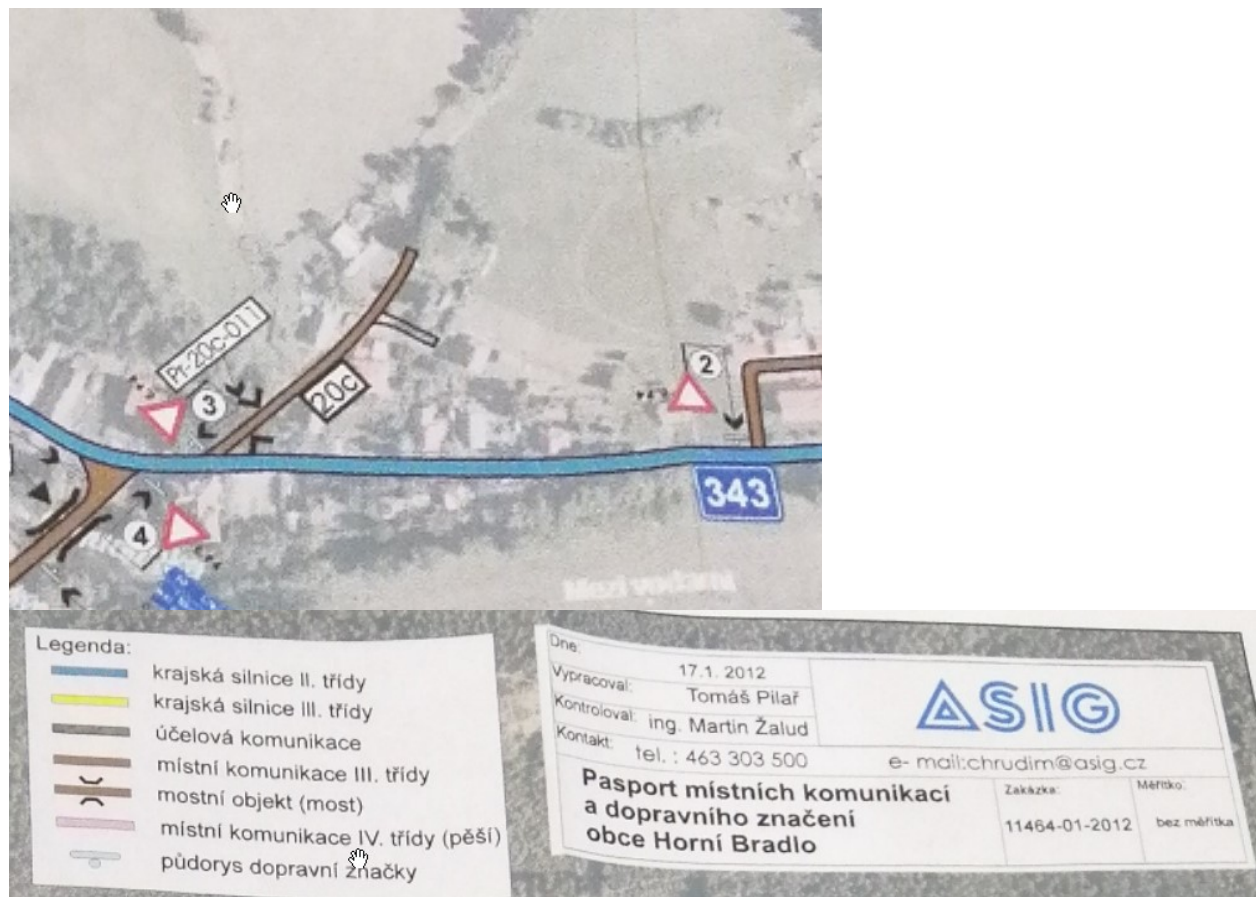 Pr-20c-011
3
20c
2
343
4
Mezi vodami
Legenda:
krajská silnice II. třídy
krajská silnice III. třídy
účelová komunikace
místní komunikace III. třídy
mostní objekt (most)
místní komunikace IV. třídy (pěší)
půdorys dopravní značky
Dne: 17.1. 2012
Vypracoval: Tomáš Pilař
Kontroloval: ing. Martin Žalud
Kontakt: tel. : 463 303 500
ASIG
e- mail:chrudim@asig.cz
Pasport místních komunikací
a dopravního značení
obce Horní Bradlo
Zakázka:
11464-01-2012
Měřítko:
bez měřítka